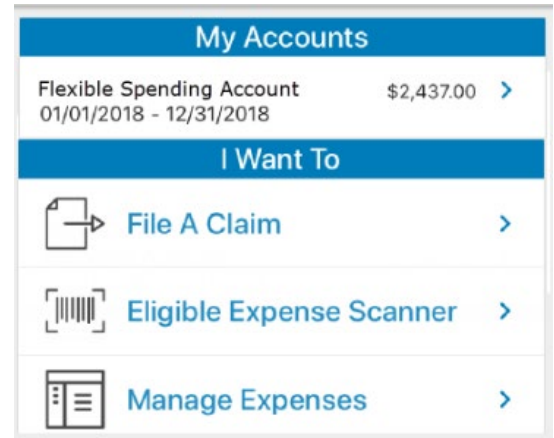 My Accounts
Flexible Spending Account $2,437.00
01/01/2018 - 12/31/2018
I Want To
File A Claim
Eligible Expense Scanner
Manage Expenses